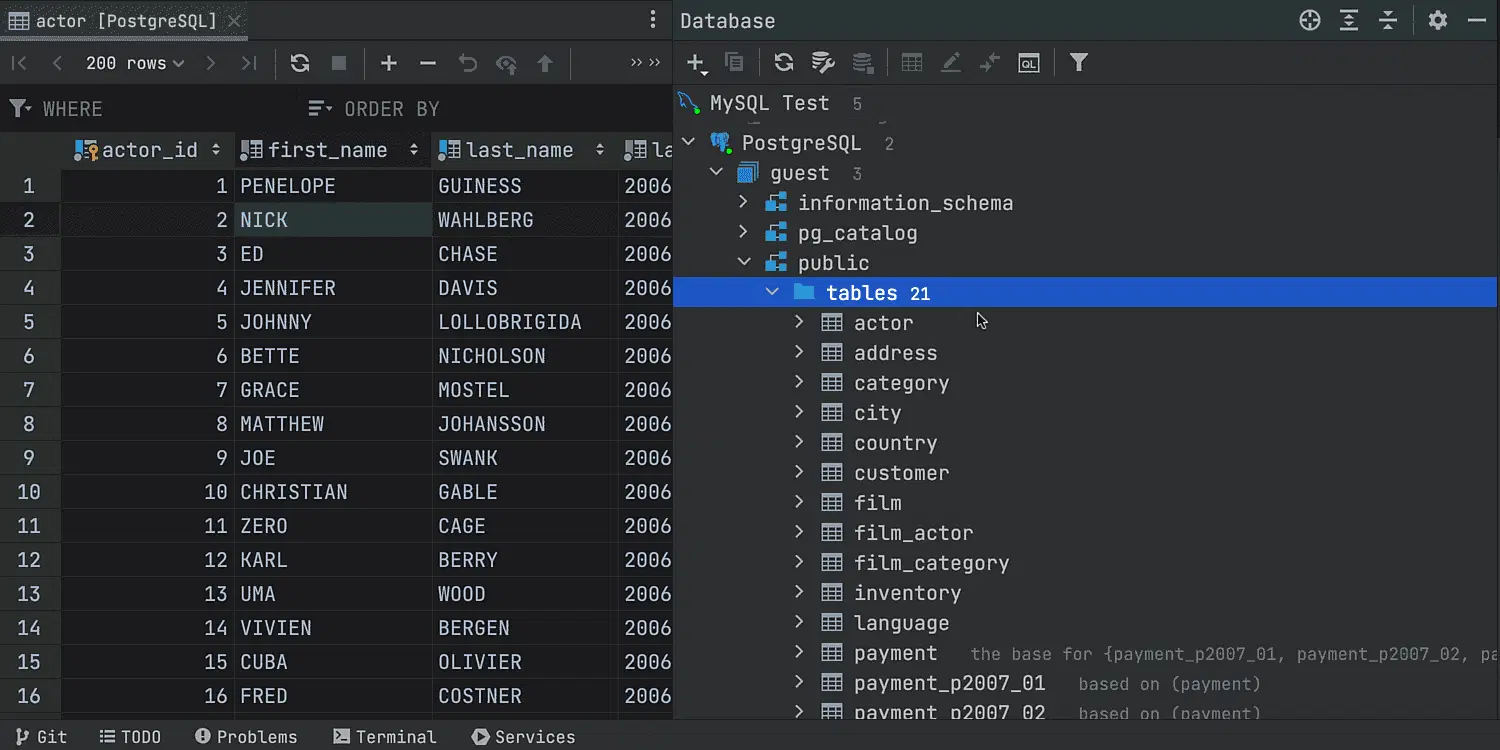 actor [PostgreSQL]
200 rows
WHERE ORDER BY
actor_id first_name last_name la
1 1 PENELOPE GUINESS 2006
2 2 NICK WAHLBERG 2006
3 3 ED CHASE 2006
4 4 JENNIFER DAVIS 2006
5 5 JOHNNY LOLLOBRIGIDA 2006
6 6 BETTE NICHOLSON 2006
7 7 GRACE MOSTEL 2006
8 8 MATTHEW JOHANSSON 2006
9 9 JOE SWANK 2006
10 10 CHRISTIAN GABLE 2006
11 11 ZERO CAGE 2006
12 12 KARL BERRY 2006
13 13 UMA WOOD 2006
14 14 VIVIEN BERGEN 2006
15 15 CUBA OLIVIER 2006
16 16 FRED COSTNER 2006
Database
QL
MySQL Test 5
PostgreSQL 2
guest 3
information_schema
pg_catalog
public
tables 21
actor
address
category
city
country
customer
film
film_actor
film_category
inventory
language
payment the base for {payment_p2007_01, payment_p2007_02, pa
payment_p2007_01 based on (payment)
payment_p2007_02 based on (payment)
Git TODO Problems Terminal Services